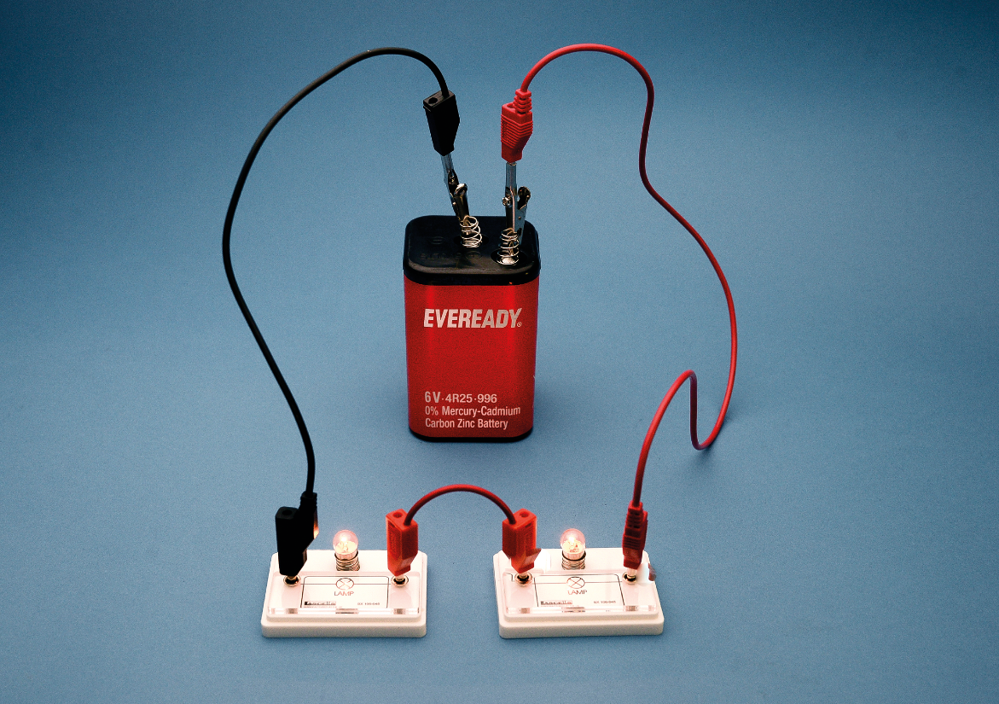 EVEREADY®
6V·4R25·996
0% Mercury-Cadmium
Carbon Zinc Battery
LAMP
LAMP